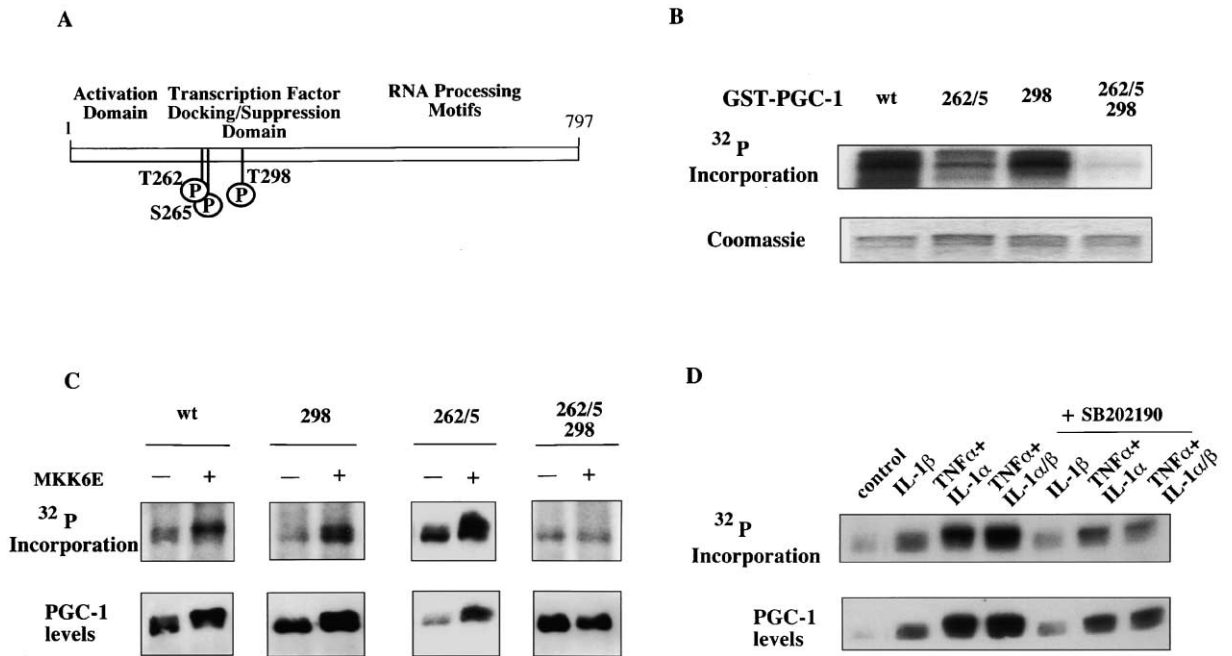 A
Activation Domain
Transcription Factor Docking/Suppression Domain
RNA Processing Motifs
1
797
T262
P
S265
P
P
T298
B
GST-PGC-1
wt
262/5
298
262/5 298
32 P Incorporation
Coomassie
C
wt
298
262/5
262/5 298
MKK6E
— + — + — + — +
32 P Incorporation
PGC-1 levels
D
+ SB202190
control
IL-1β
TNFα+ IL-1α
TNFα+ IL-1α/β
IL-1β
TNFα+ IL-1α
TNFα+ IL-1α/β
32 P Incorporation
PGC-1 levels